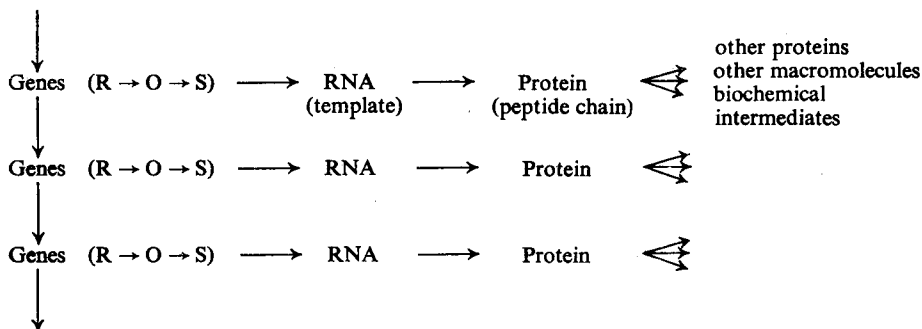 other proteins
Genes (R → O → S) → RNA → Protein other macromolecules
(template) (peptide chain) biochemical
intermediates
Genes (R → O → S) → RNA → Protein
Genes (R → O → S) → RNA → Protein